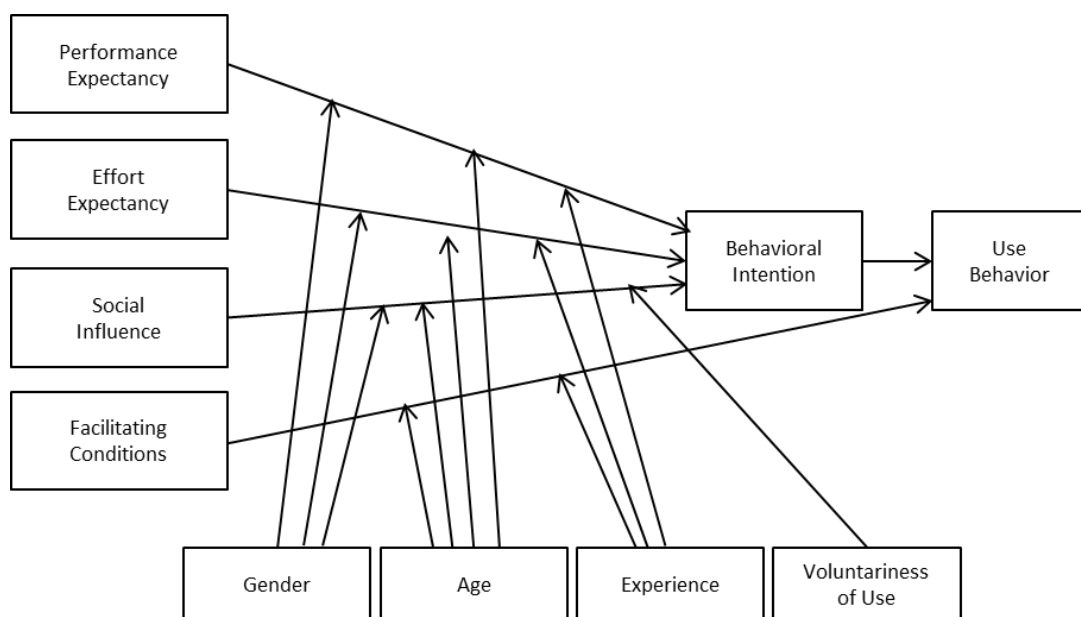 Performance
Expectancy
Effort
Expectancy
Social
Influence
Facilitating
Conditions
Behavioral
Intention
Use
Behavior
Gender
Age
Experience
Voluntariness
of Use